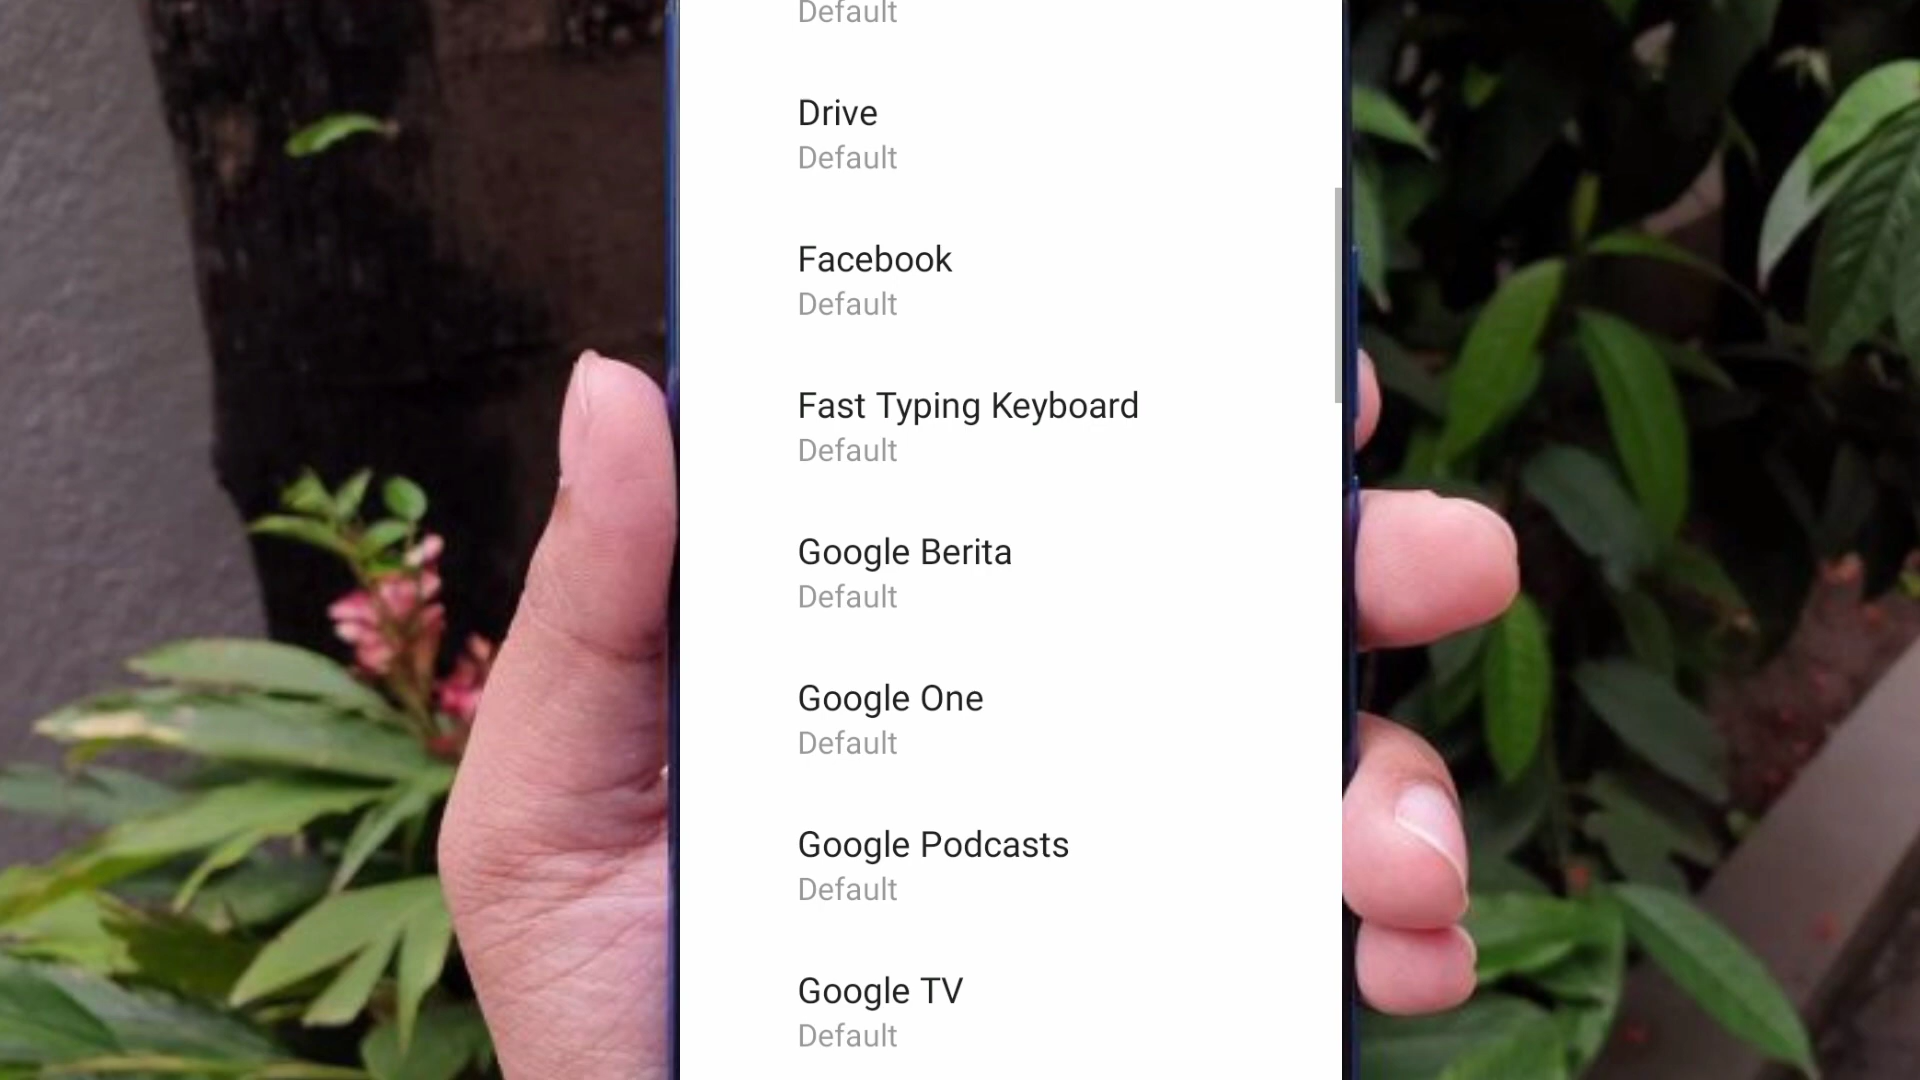 Default
Drive
Default
Facebook
Default
Fast Typing Keyboard
Default
Google Berita
Default
Google One
Default
Google Podcasts
Default
Google TV
Default